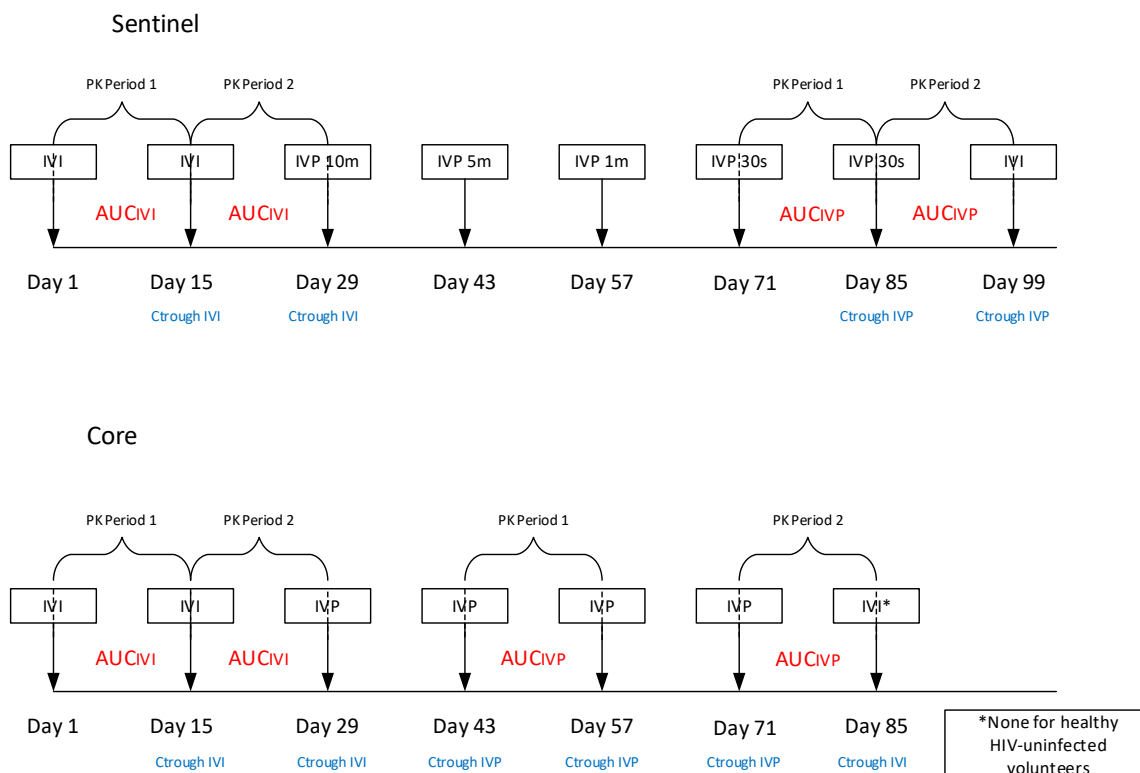 Sentinel
PK Period 1
PK Period 2
PK Period 1
PK Period 2
IVI
IVI
IVP 10m
IVP 5m
IVP 1m
IVP 30s
IVP 30s
IVI
AUCIVI
AUCIVI
AUCIVP
AUCIVP
Day 1
Day 15
Day 29
Day 43
Day 57
Day 71
Day 85
Day 99
Ctrough IVI
Ctrough IVI
Ctrough IVP
Ctrough IVP
Core
PK Period 1
PK Period 2
PK Period 1
PK Period 2
IVI
IVI
IVP
IVP
IVP
IVP
IVI*
AUCIVI
AUCIVI
AUCIVP
AUCIVP
Day 1
Day 15
Day 29
Day 43
Day 57
Day 71
Day 85
Ctrough IVI
Ctrough IVI
Ctrough IVP
Ctrough IVP
Ctrough IVP
Ctrough IVI
*None for healthy
HIV-uninfected
volunteers